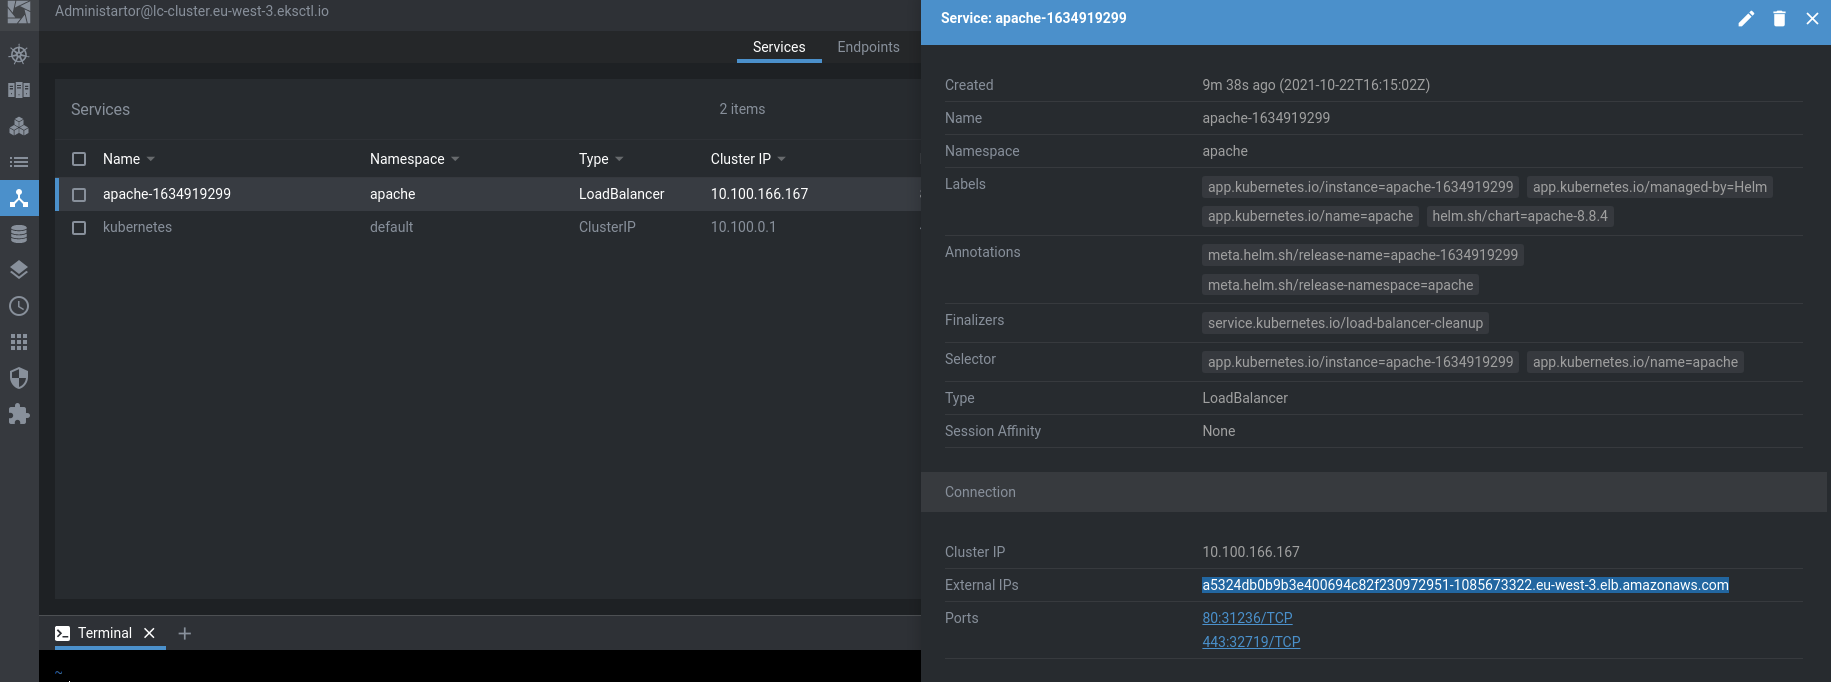 Administartor@lc-cluster.eu-west-3.eksctl.io
Services Endpoints
Services 2 items
Name Namespace Type Cluster IP
apache-1634919299 apache LoadBalancer 10.100.166.167
kubernetes default ClusterIP 10.100.0.1
Terminal
~
Service: apache-1634919299
Created 9m 38s ago (2021-10-22T16:15:02Z)
Name apache-1634919299
Namespace apache
Labels app.kubernetes.io/instance=apache-1634919299 app.kubernetes.io/managed-by=Helm
app.kubernetes.io/name=apache helm.sh/chart=apache-8.8.4
Annotations meta.helm.sh/release-name=apache-1634919299
meta.helm.sh/release-namespace=apache
Finalizers service.kubernetes.io/load-balancer-cleanup
Selector app.kubernetes.io/instance=apache-1634919299 app.kubernetes.io/name=apache
Type LoadBalancer
Session Affinity None
Connection
Cluster IP 10.100.166.167
External IPs a5324db0b9b3e400694c82f230972951-1085673322.eu-west-3.elb.amazonaws.com
Ports 80:31236/TCP
443:32719/TCP